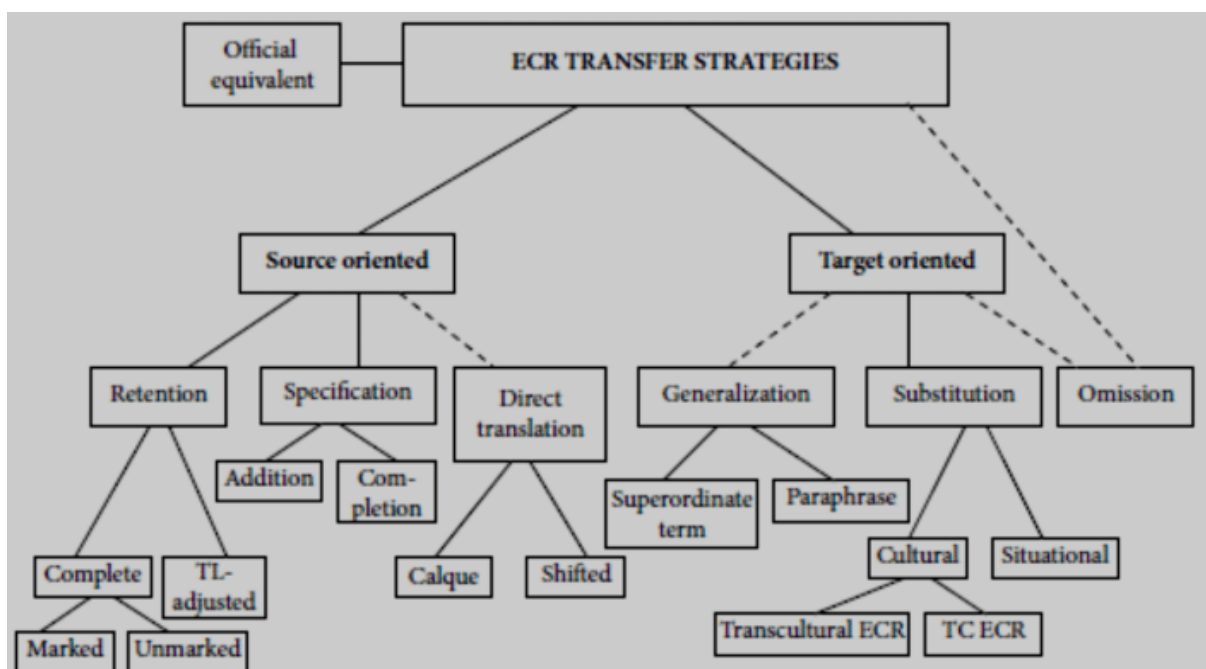 Official
equivalent
ECR TRANSFER STRATEGIES
Source oriented
Target oriented
Retention
Specification
Direct
translation
Generalization
Substitution
Omission
Addition
Com-
pletion
Superordinate
term
Paraphrase
Complete
TL-
adjusted
Calque
Shifted
Cultural
Situational
Marked
Unmarked
Transcultural ECR
TC ECR